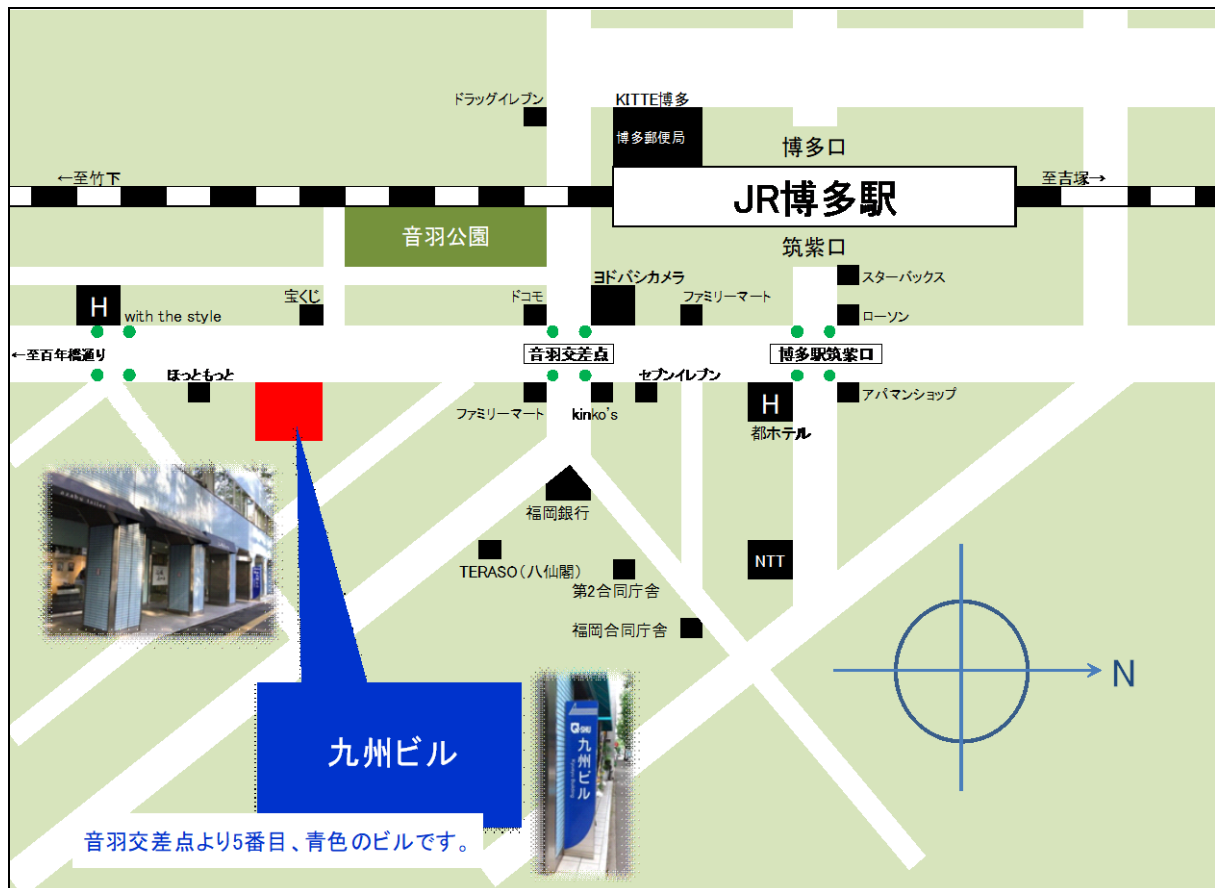 ドラッグイレブン
KITTE博多
博多郵便局
博多口
←至竹下
至吉塚→
JR博多駅
音羽公園
筑紫口
ヨドバシカメラ
スターバックス
宝くじ
ドコモ
ファミリーマート
H
with the style
ローソン
←至百年橋通り
音羽交差点
博多駅筑紫口
ほっともっと
セブンイレブン
ファミリーマート
kinko's
H
アパマンショップ
都ホテル
福岡銀行
TERASO(八仙閣)
第2合同庁舎
NTT
福岡合同庁舎
N
九州ビル
九州ビル
Kyushu Building
音羽交差点より5番目、青色のビルです。